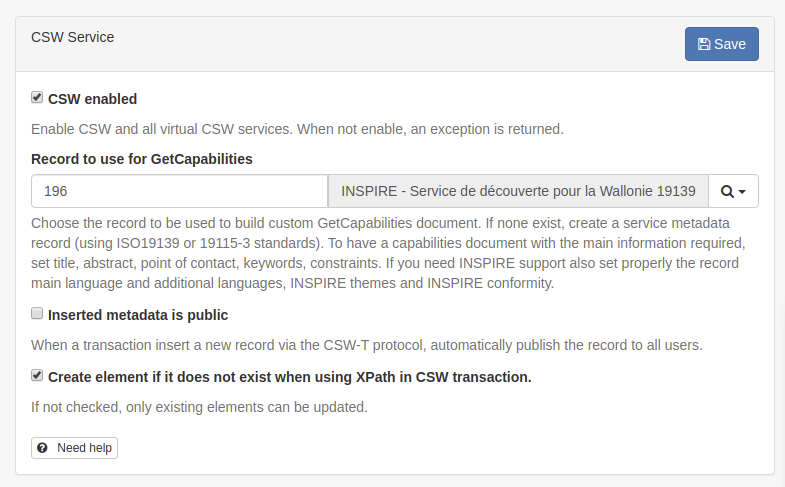 CSW Service
Save
CSW enabled
Enable CSW and all virtual CSW services. When not enable, an exception is returned.
Record to use for GetCapabilities
196
INSPIRE - Service de découverte pour la Wallonie 19139
Choose the record to be used to build custom GetCapabilities document. If none exist, create a service metadata
record (using ISO19139 or 19115-3 standards). To have a capabilities document with the main information required,
set title, abstract, point of contact, keywords, constraints. If you need INSPIRE support also set properly the record
main language and additional languages, INSPIRE themes and INSPIRE conformity.
Inserted metadata is public
When a transaction insert a new record via the CSW-T protocol, automatically publish the record to all users.
Create element if it does not exist when using XPath in CSW transaction.
If not checked, only existing elements can be updated.
Need help